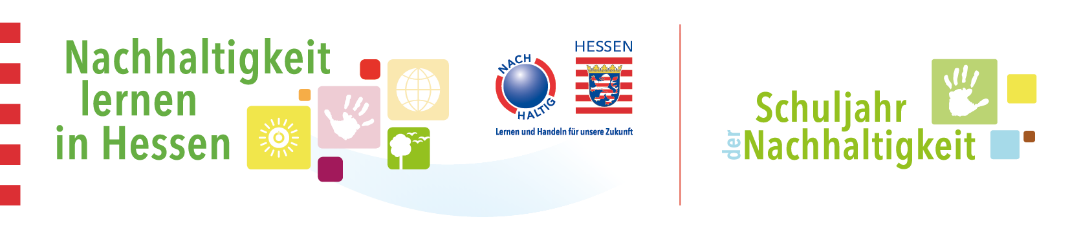 Nachhaltigkeit
lernen
in Hessen
NACH
HALTIG
HESSEN
Lernen und Handeln für unsere Zukunft
Schuljahr
der Nachhaltigkeit